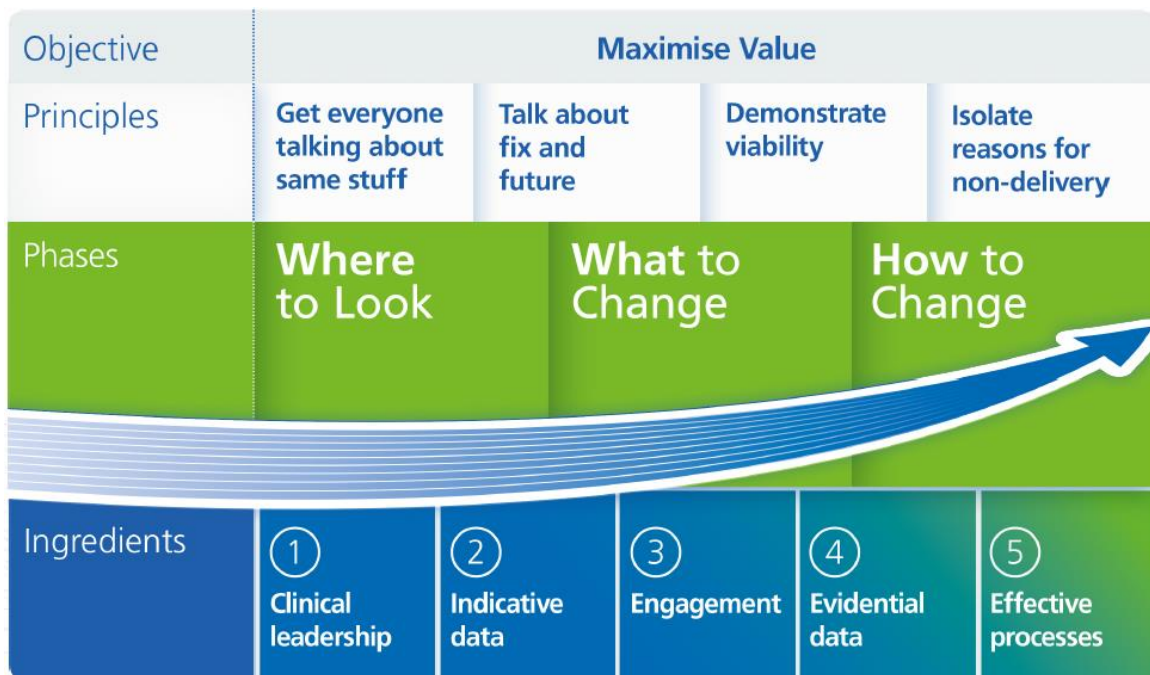 Objective
Maximise Value
Principles
Get everyone
talking about
same stuff
Talk about
fix and
future
Demonstrate
viability
Isolate
reasons for
non-delivery
Phases
Where
to Look
What to
Change
How to
Change
Ingredients
1
Clinical
leadership
2
Indicative
data
3
Engagement
4
Evidential
data
5
Effective
processes